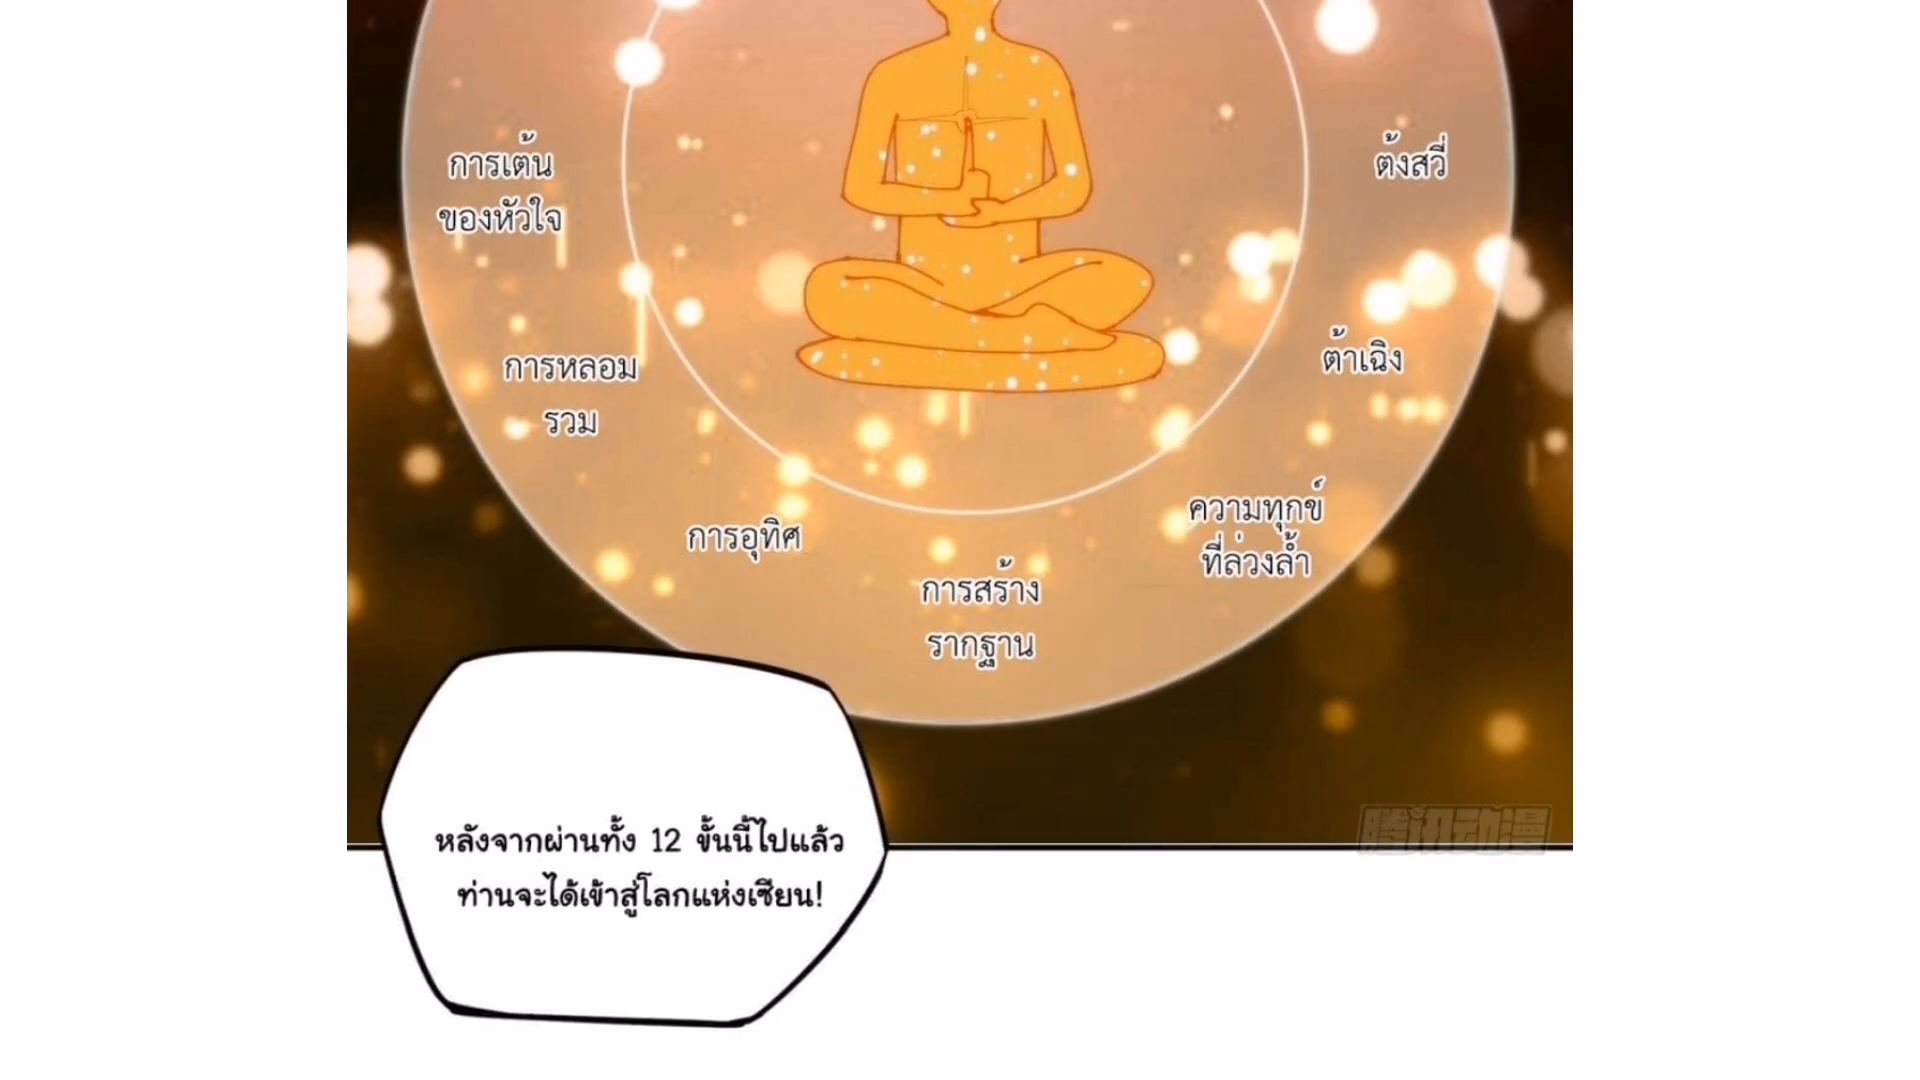 การเต้น
ของหัวใจ
ต้งสวี่
การหลอม
รวม
ต้าเฉิง
การอุทิศ
ความทุกข์
ที่ล่วงล้ำ
การสร้าง
รากฐาน
หลังจากผ่านทั้ง 12 ขั้นนี้ไปแล้ว
ท่านจะได้เข้าสู่โลกแห่งเซียน!
腾讯动漫